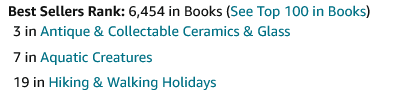 Best Sellers Rank: 6,454 in Books (See Top 100 in Books)
3 in Antique & Collectable Ceramics & Glass
7 in Aquatic Creatures
19 in Hiking & Walking Holidays